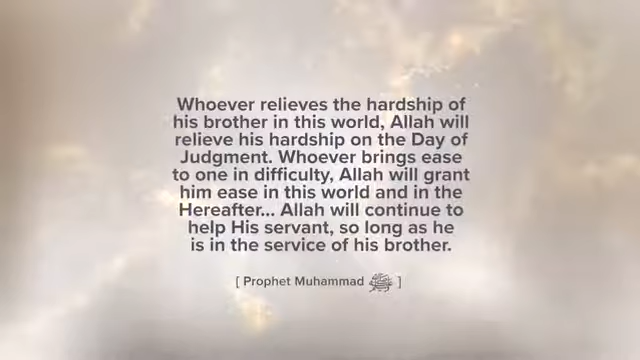 Whoever relieves the hardship of
his brother in this world, Allah will
relieve his hardship on the Day of
Judgment. Whoever brings ease
to one in difficulty, Allah will grant
him ease in this world and in the
Hereafter... Allah will continue to
help His servant, so long as he
is in the service of his brother.
[ Prophet Muhammad ﷺ ]